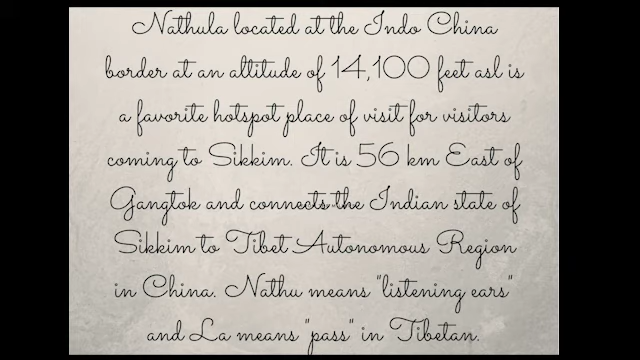 Nathula located at the Indo China
border at an altitude of 14,100 feet asl is
a favorite hotspot place of visit for visitors
coming to Sikkim. It is 56 km East of
Gangtok and connects the Indian state of
Sikkim to Tibet Autonomous Region
in China. Nathu means "listening ears"
and La means "pass" in Tibetan.